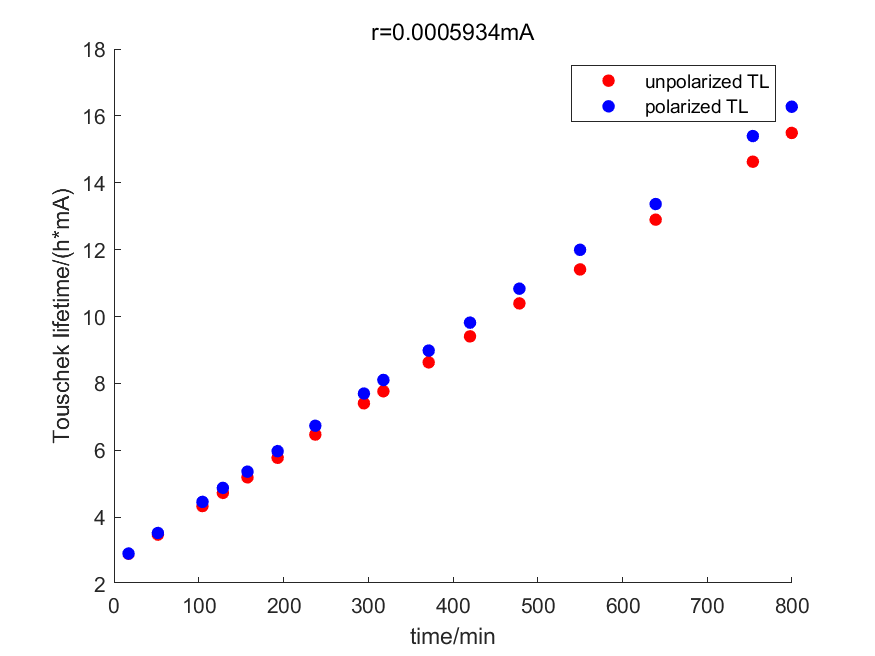 r=0.0005934mA
18
16
14
12
10
8
6
4
2
Touschek lifetime/(h*mA)
unpolarized TL
polarized TL
0 100 200 300 400 500 600 700 800
time/min